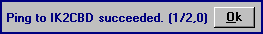 Ping to IK2CBD succeeded. (1/2,0) Ok